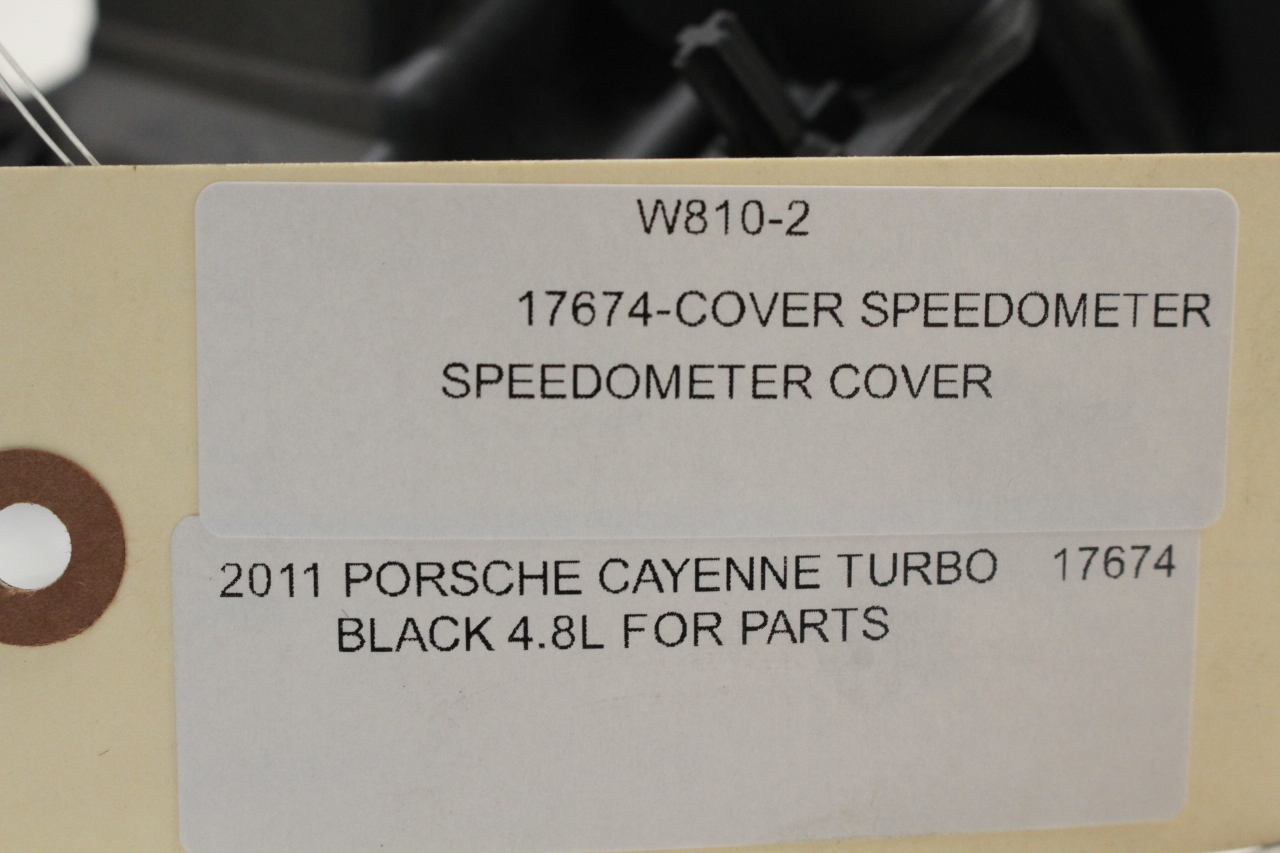 W810-2
17674-COVER SPEEDOMETER
SPEEDOMETER COVER
2011 PORSCHE CAYENNE TURBO 17674
BLACK 4.8L FOR PARTS